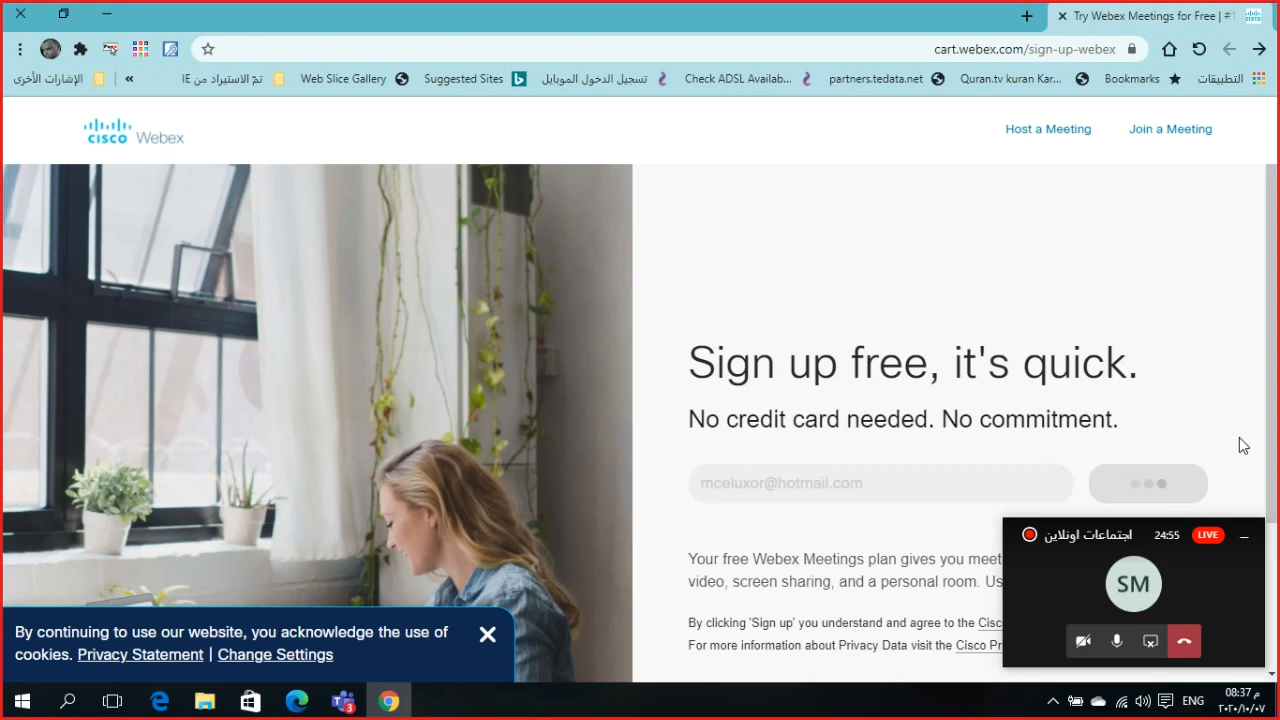 Try Webex Meetings for Free | #1
cart.webex.com/sign-up-webex
التطبيقات
Bookmarks
Quran.tv kuran Kar...
partners.tedata.net
Check ADSL Availab...
تسجيل الدخول الموبايل
Suggested Sites
Web Slice Gallery
تمّ الاستيراد من IE
«
الإشارات الأخرى
cisco Webex
Host a Meeting
Join a Meeting
Sign up free, it's quick.
No credit card needed. No commitment.
mceluxor@hotmail.com
Your free Webex Meetings plan gives you meet
video, screen sharing, and a personal room. Us
By clicking 'Sign up' you understand and agree to the Cisc
For more information about Privacy Data visit the Cisco Pr
اجتماعات اونلاين 24:55 LIVE
SM
By continuing to use our website, you acknowledge the use of
cookies. Privacy Statement | Change Settings
3
ENG
08:37 م
٢٠٢٠/١٠/٠٧